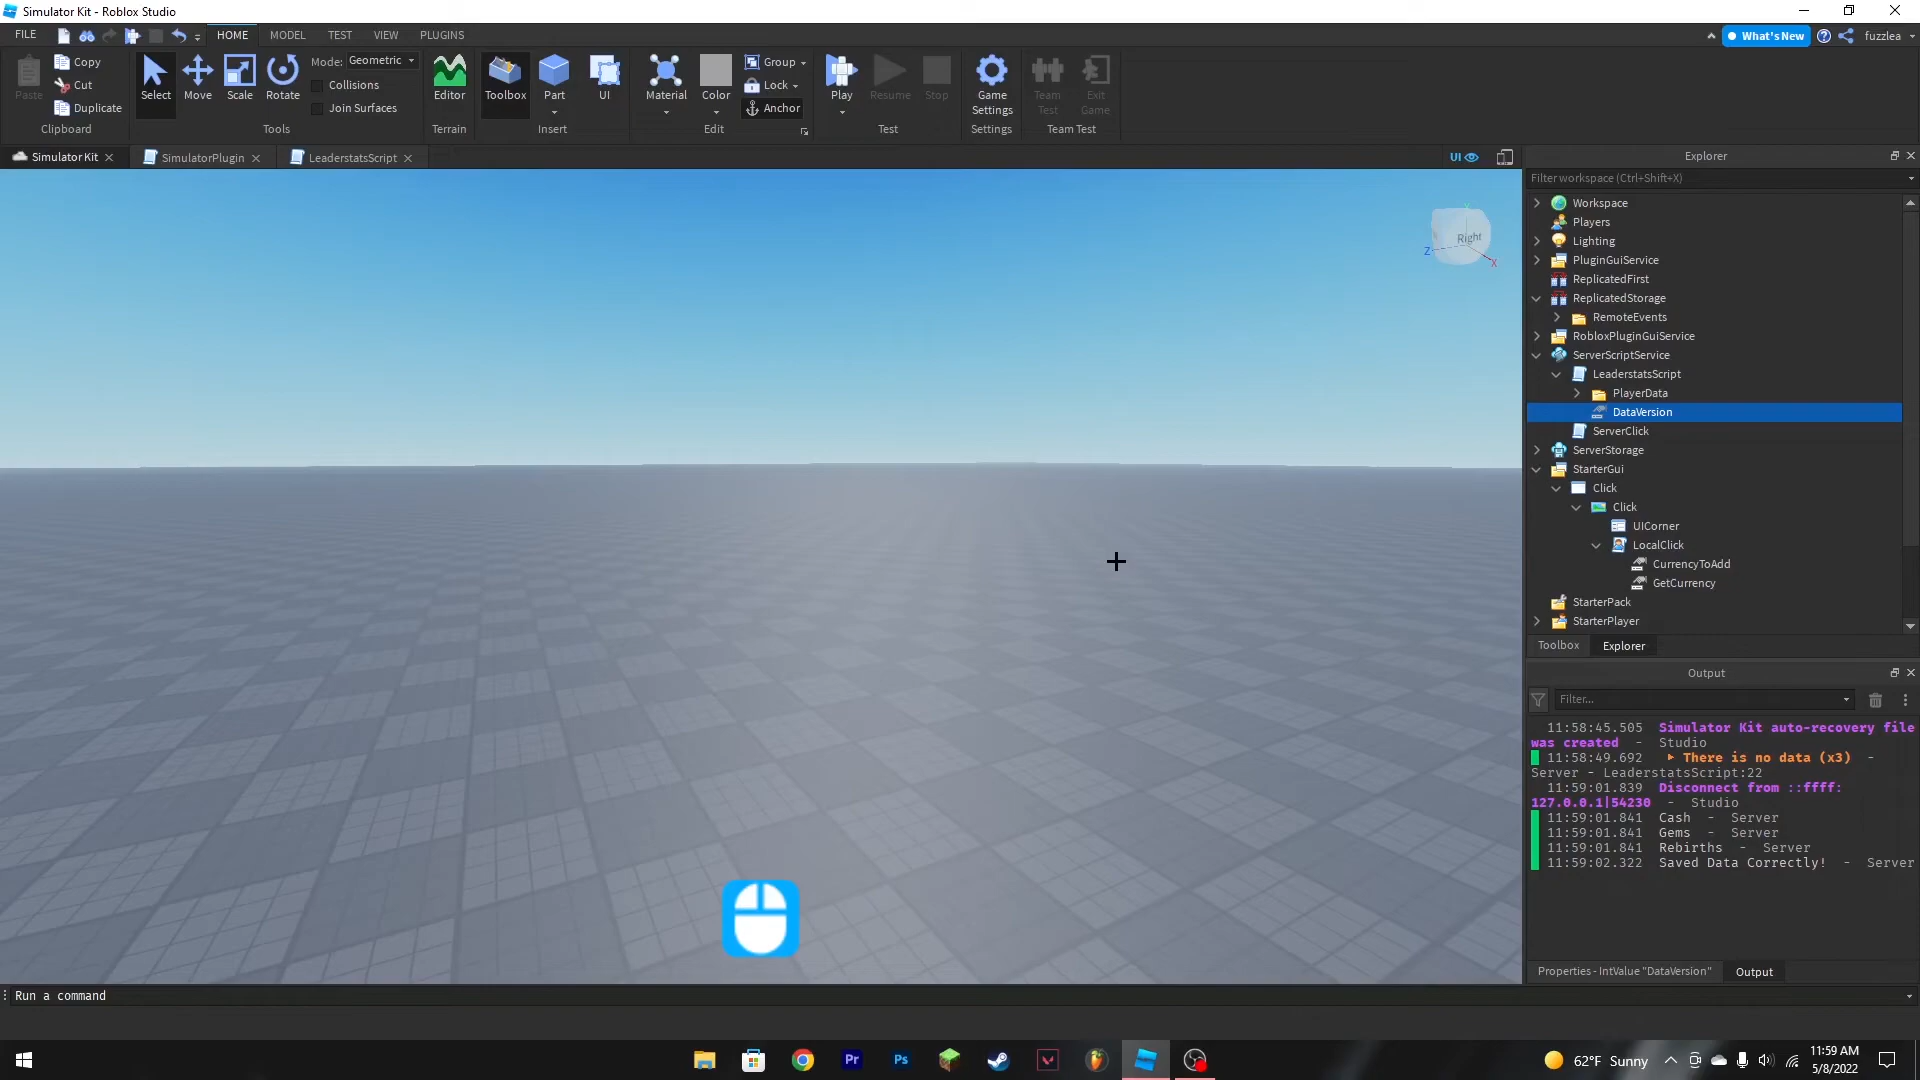 Simulator Kit - Roblox Studio
FILE
HOME
MODEL
TEST
VIEW
PLUGINS
What's New
fuzzlea
Paste
Copy
Cut
Duplicate
Clipboard
Select
Move
Scale
Rotate
Mode: Geometric
Collisions
Join Surfaces
Tools
Editor
Terrain
Toolbox
Part
UI
Insert
Material
Color
Group
Lock
Anchor
Edit
Play
Resume
Stop
Test
Game
Settings
Settings
Team
Test
Exit
Game
Team Test
Simulator Kit
SimulatorPlugin
LeaderstatsScript
UI
Right
Y
Z
X
Explorer
Filter workspace (Ctrl+Shift+X)
Workspace
Players
Lighting
PluginGuiService
ReplicatedFirst
ReplicatedStorage
RemoteEvents
RobloxPluginGuiService
ServerScriptService
LeaderstatsScript
PlayerData
DataVersion
ServerClick
ServerStorage
StarterGui
Click
Click
UICorner
LocalClick
CurrencyToAdd
GetCurrency
StarterPack
StarterPlayer
Toolbox
Explorer
Output
Filter...
11:58:45.505 Simulator Kit auto-recovery file
was created - Studio
11:58:49.692 There is no data (x3) -
Server - LeaderstatsScript:22
11:59:01.839 Disconnect from ::ffff:
127.0.0.1|54230 - Studio
11:59:01.841 Cash - Server
11:59:01.841 Gems - Server
11:59:01.841 Rebirths - Server
11:59:02.322 Saved Data Correctly! - Server
Properties - IntValue "DataVersion"
Output
Run a command
Pr
Ps
62°F Sunny
11:59 AM
5/8/2022